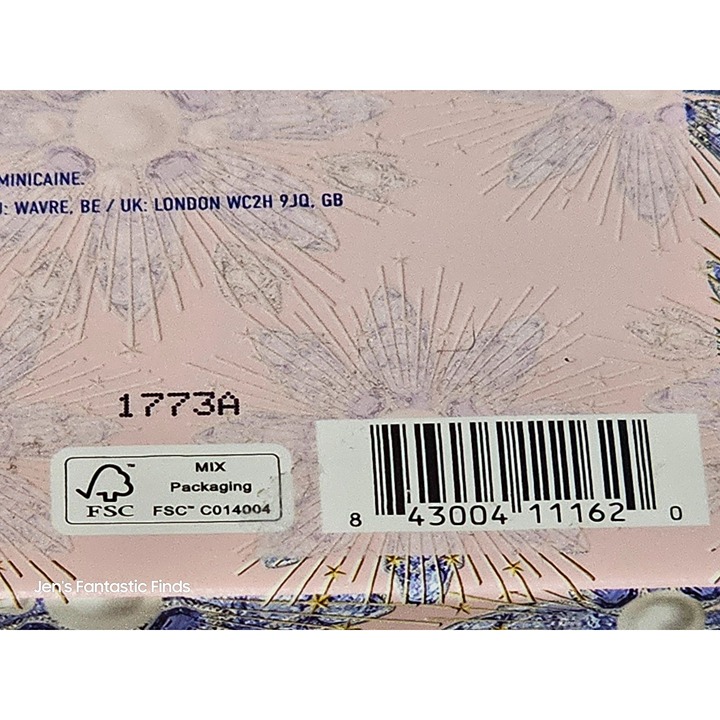 MINICAINE.
: WAVRE, BE / UK: LONDON WC2H 9JQ, GB
1773A
MIX
Packaging
FSC™ C014004
FSC
8 43004 11162 0
Jen's Fantastic Finds